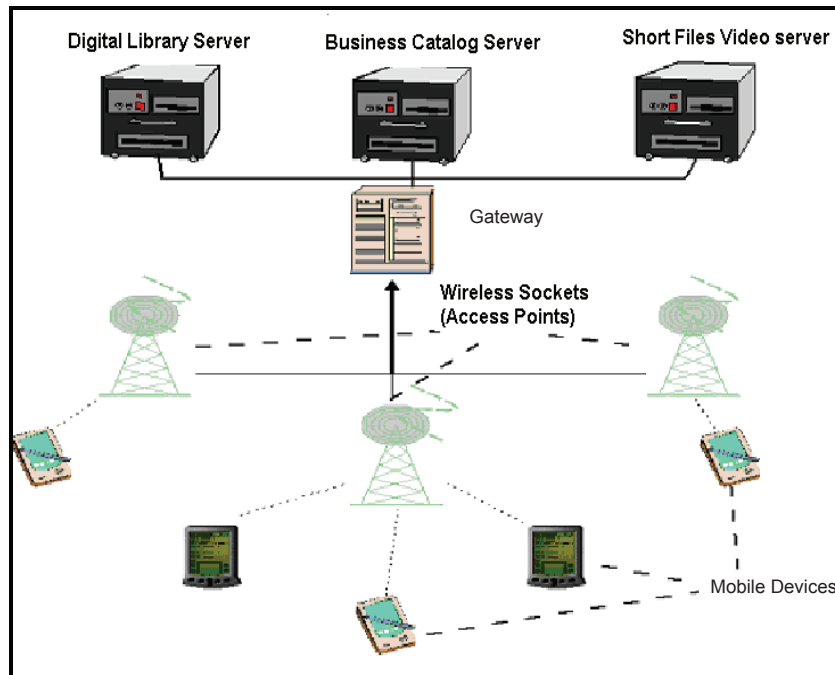 Digital Library Server
Business Catalog Server
Short Files Video server
Gateway
Wireless Sockets
(Access Points)
Mobile Devices